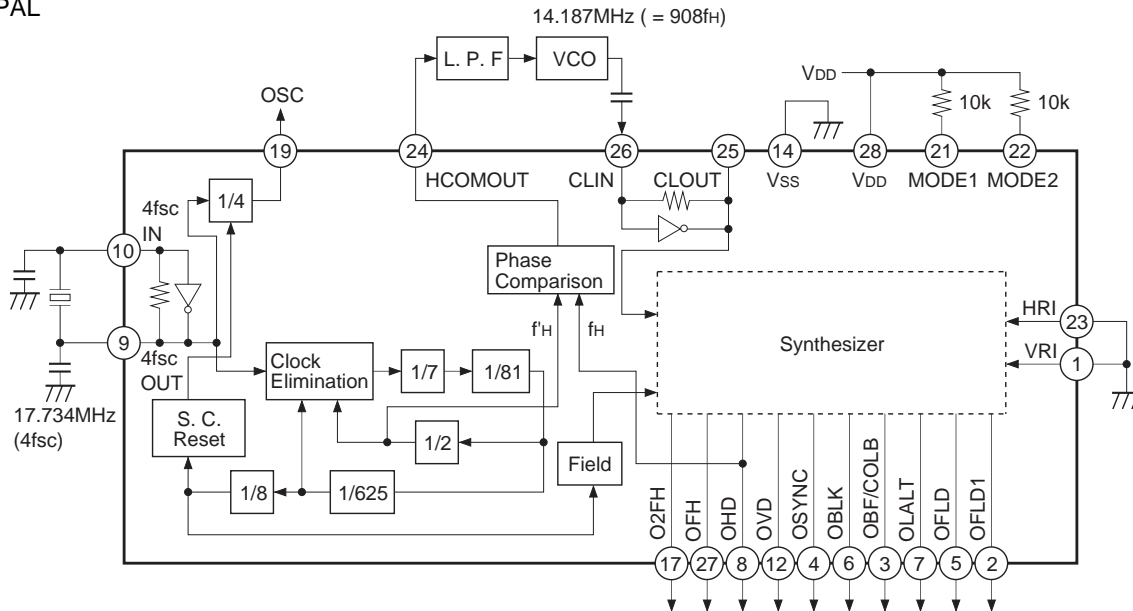 PAL
14.187MHz ( = 908fH)
L. P. F
VCO
VDD
10k
10k
OSC
19
24
26
25
14
28
21
22
HCOMOUT
CLIN
CLOUT
VSS
VDD
MODE1
MODE2
4fsc
1/4
10
IN
Phase
Comparison
f'H
fH
Synthesizer
HRI
23
VRI
1
9
4fsc
OUT
Clock
Elimination
1/7
1/81
17.734MHz
(4fsc)
S. C.
Reset
1/2
Field
1/8
1/625
O2FH
OFH
OHD
OVD
OSYNC
OBLK
OBF/COLB
OLALT
OFLD
OFLD1
17
27
8
12
4
6
3
7
5
2